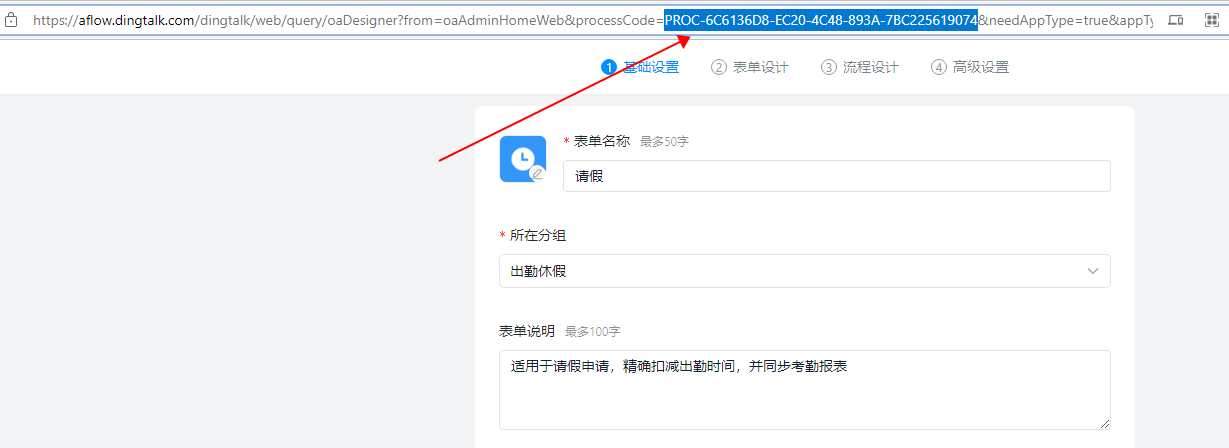 https://aflow.dingtalk.com/dingtalk/web/query/oaDesigner?from=oaAdminHomeWeb&processCode=PROC-6C6136D8-EC20-4C48-893A-7BC225619074&needAppType=true&appTy
1 基础设置 2 表单设计 3 流程设计 4 高级设置
* 表单名称 最多50字
请假
* 所在分组
出勤休假
表单说明 最多100字
适用于请假申请，精确扣减出勤时间，并同步考勤报表